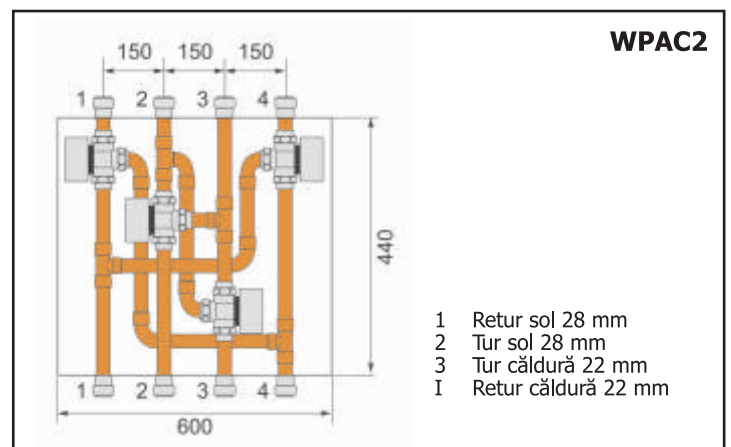 WPAC2
150 150 150
1 2 3 4
440
1 2 3 4
600
1 Retur sol 28 mm
2 Tur sol 28 mm
3 Tur căldură 22 mm
I Retur căldură 22 mm